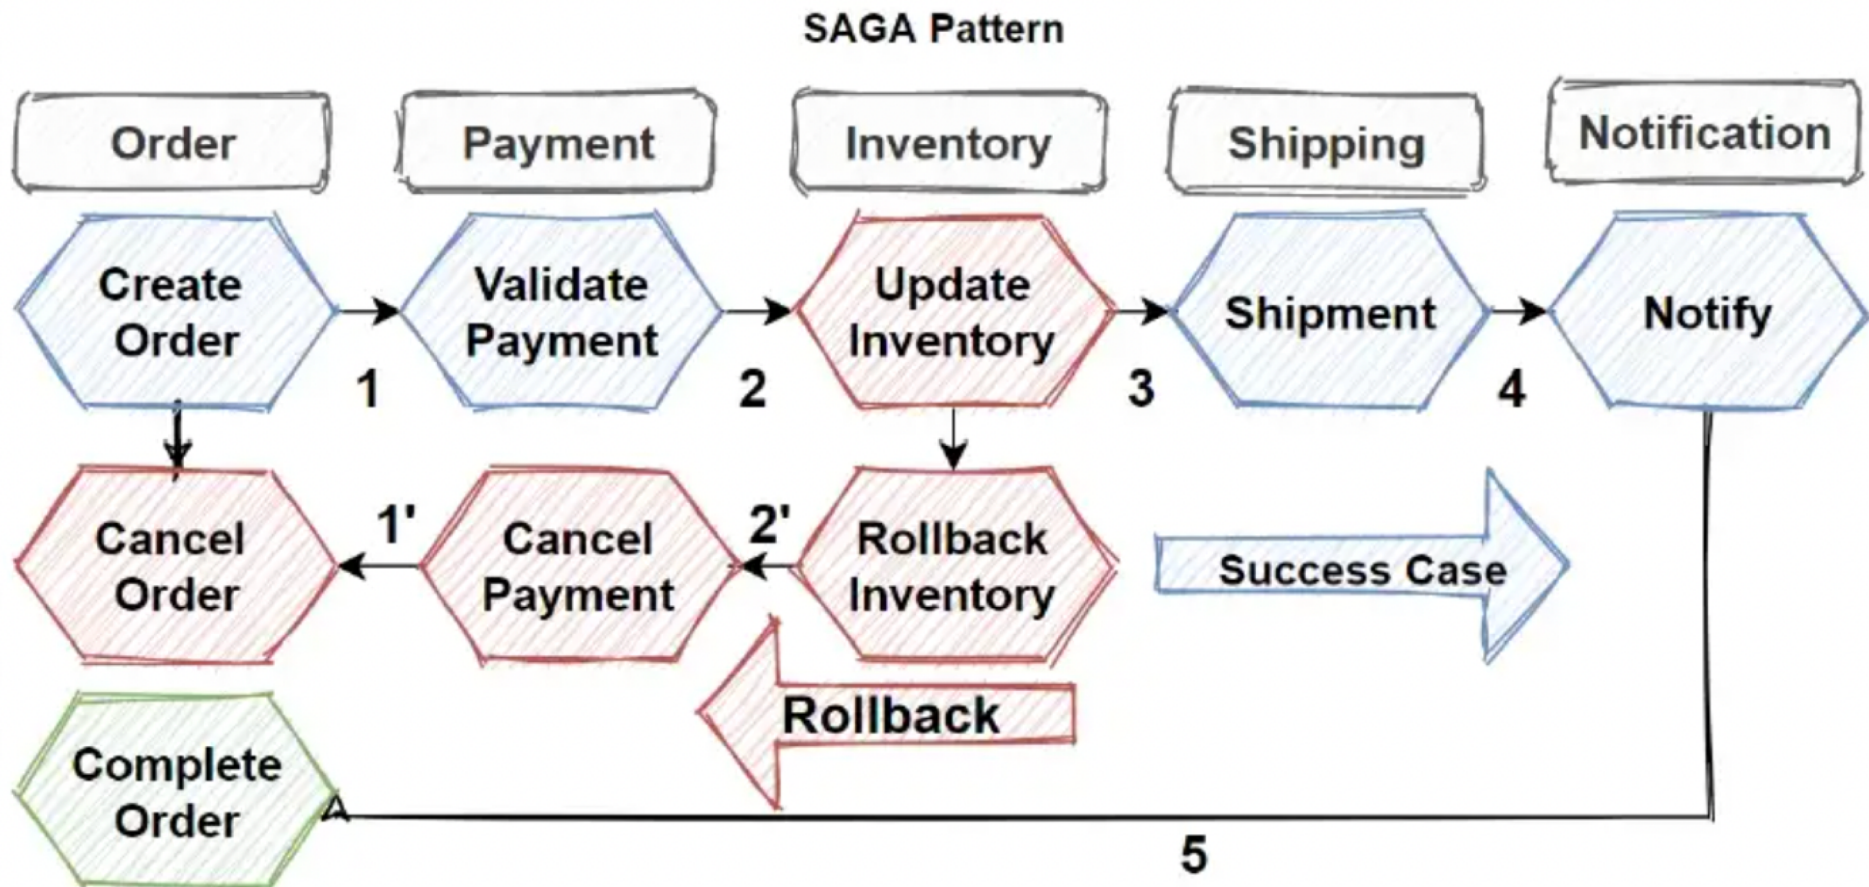 SAGA Pattern
Order
Payment
Inventory
Shipping
Notification
Create
Order
Validate
Payment
Update
Inventory
Shipment
Notify
1
2
3
4
Cancel
Order
1'
Cancel
Payment
2'
Rollback
Inventory
Success Case
Rollback
Complete
Order
5